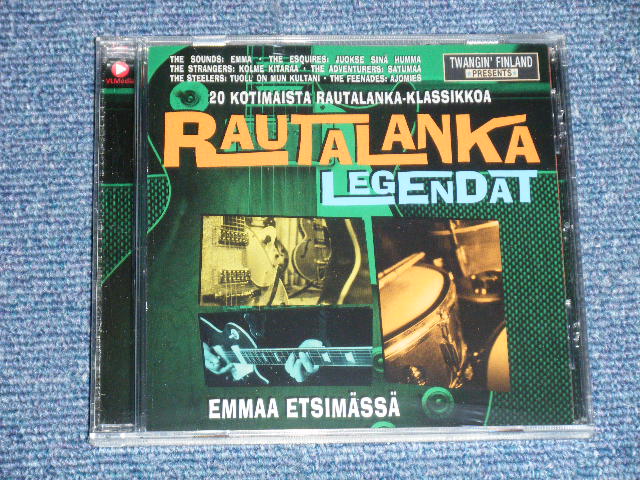 THE SOUNDS: EMMA • THE ESQUIRES: JUOKSE SINÄ HUMMA
THE STRANGERS: KOLME KITARAA • THE ADVENTURERS: SATUMAA
THE STEELERS: TUOLL ON MUN KULTANI • THE FEENADES: AJOMIES
TWANGIN' FINLAND
PRESENTS
VLMedia
20 KOTIMAISTA RAUTALANKA-KLASSIKKOA
RAUTALANKA
LEGENDAT
EMMAA ETSIMÄSSÄ